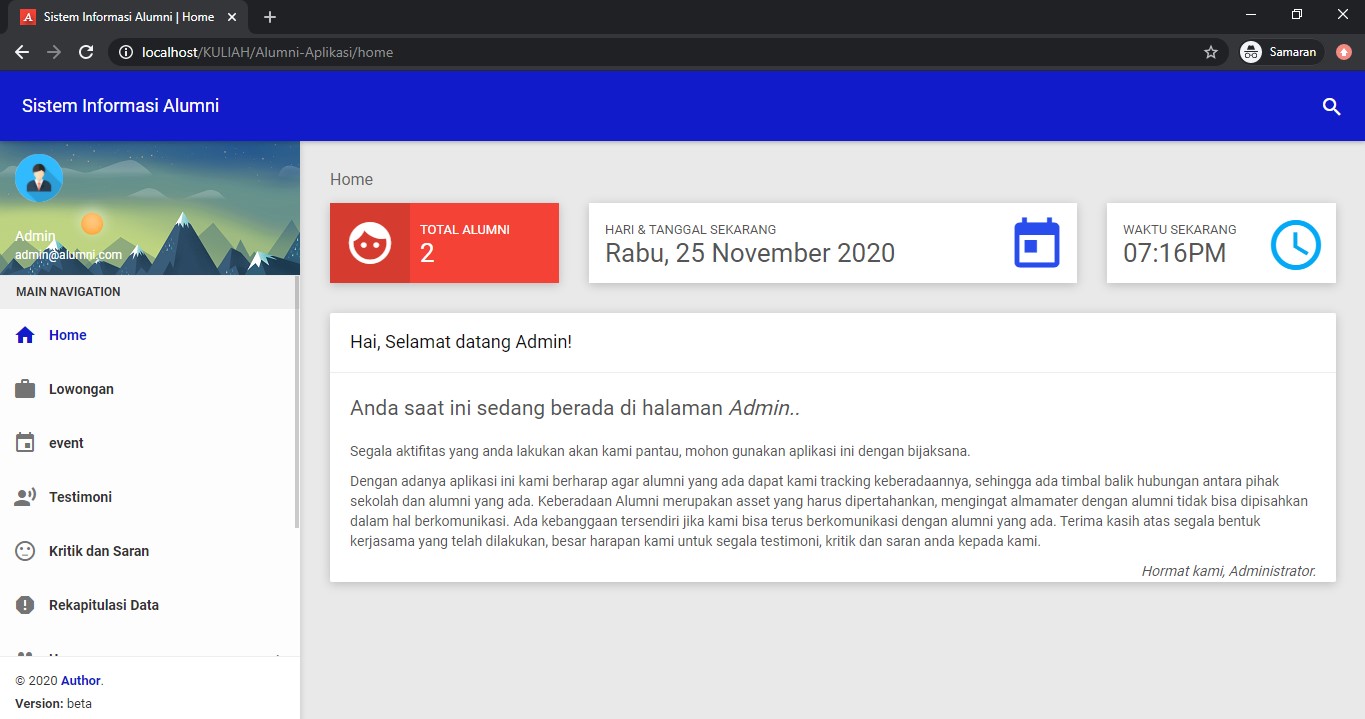 Sistem Informasi Alumni | Home
localhost/KULIAH/Alumni-Aplikasi/home
Samaran
Sistem Informasi Alumni
Admin
admin@alumni.com
MAIN NAVIGATION
Home
Lowongan
event
Testimoni
Kritik dan Saran
Rekapitulasi Data
© 2020 Author.
Version: beta
Home
TOTAL ALUMNI
2
HARI & TANGGAL SEKARANG
Rabu, 25 November 2020
WAKTU SEKARANG
07:16PM
Hai, Selamat datang Admin!
Anda saat ini sedang berada di halaman Admin..
Segala aktifitas yang anda lakukan akan kami pantau, mohon gunakan aplikasi ini dengan bijaksana.
Dengan adanya aplikasi ini kami berharap agar alumni yang ada dapat kami tracking keberadaannya, sehingga ada timbal balik hubungan antara pihak
sekolah dan alumni yang ada. Keberadaan Alumni merupakan asset yang harus dipertahankan, mengingat almamater dengan alumni tidak bisa dipisahkan
dalam hal berkomunikasi. Ada kebanggaan tersendiri jika kami bisa terus berkomunikasi dengan alumni yang ada. Terima kasih atas segala bentuk
kerjasama yang telah dilakukan, besar harapan kami untuk segala testimoni, kritik dan saran anda kepada kami.
Hormat kami, Administrator.